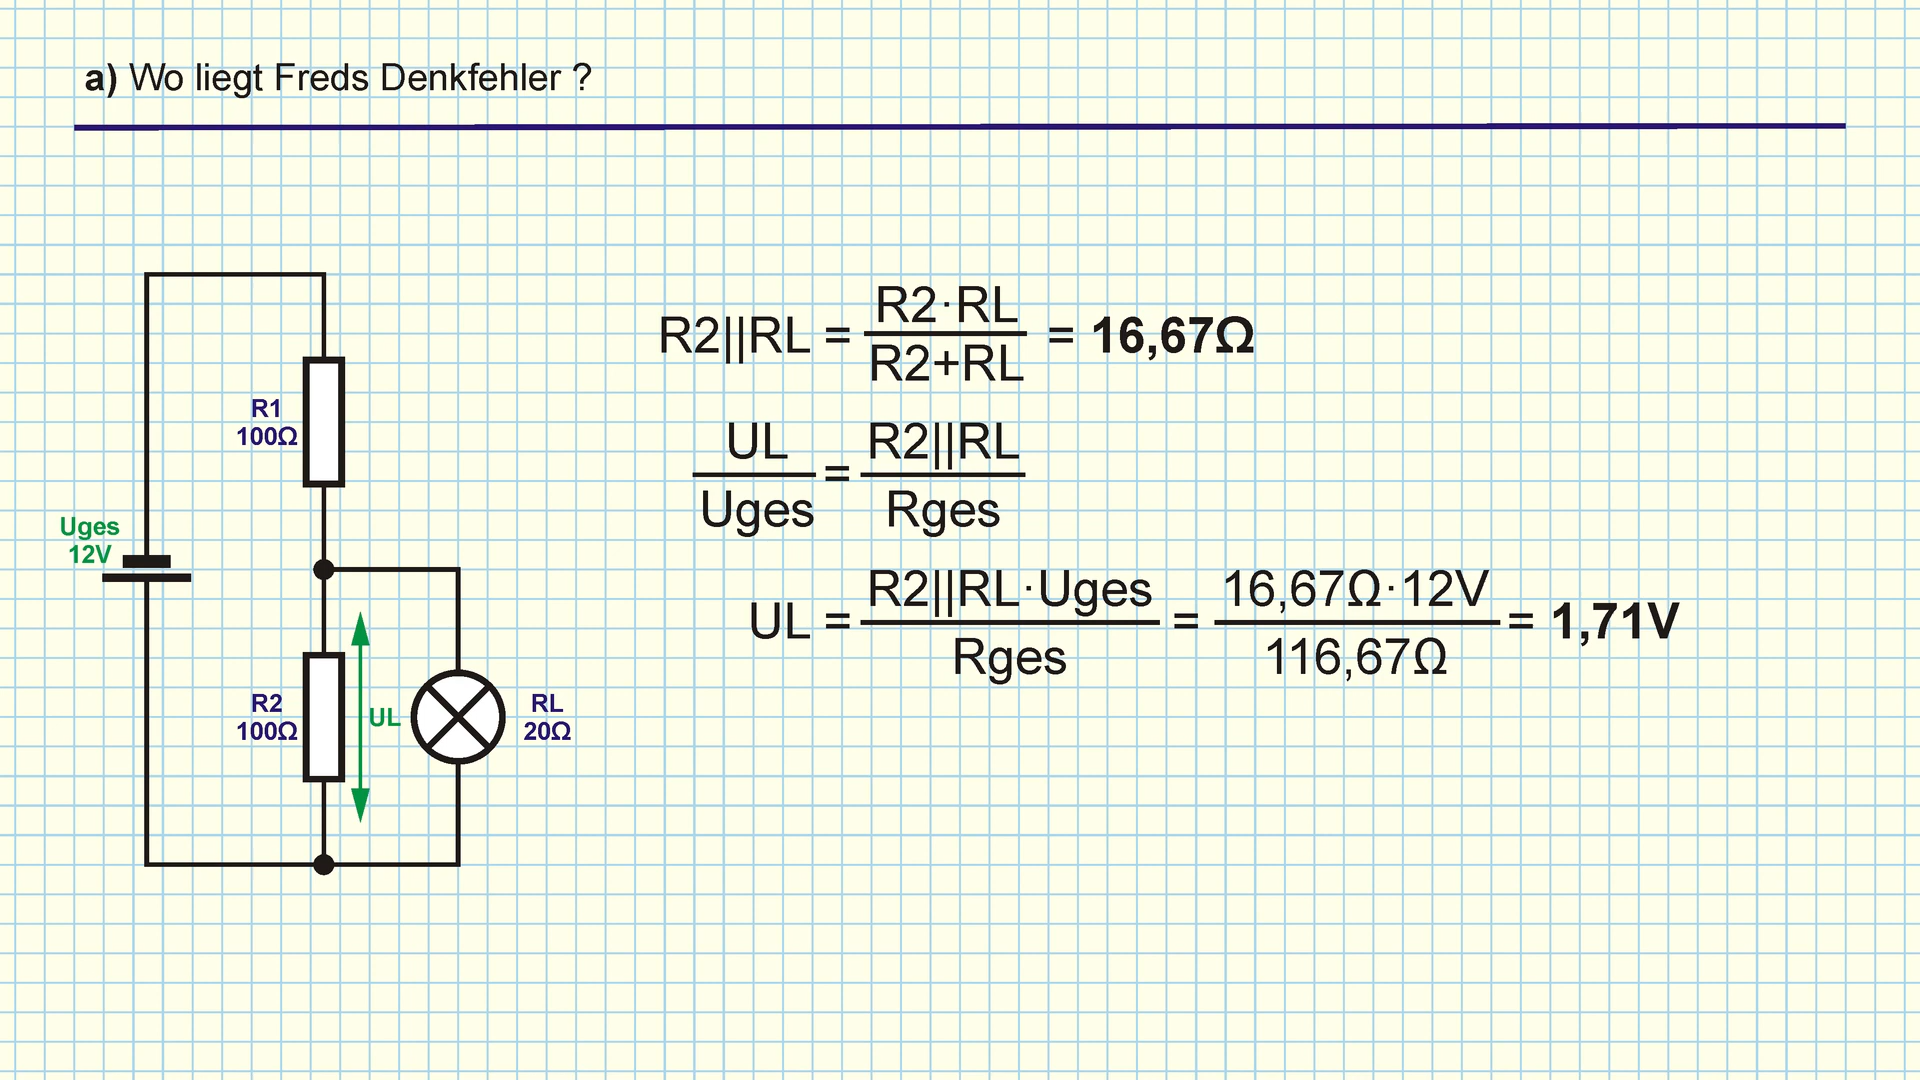 a) Wo liegt Freds Denkfehler ?
R1
100Ω
Uges
12V
R2
100Ω
UL
RL
20Ω
R2||RL = R2·RL / R2+RL = 16,67Ω
UL / Uges = R2||RL / Rges
UL = R2||RL·Uges / Rges = 16,67Ω·12V / 116,67Ω = 1,71V